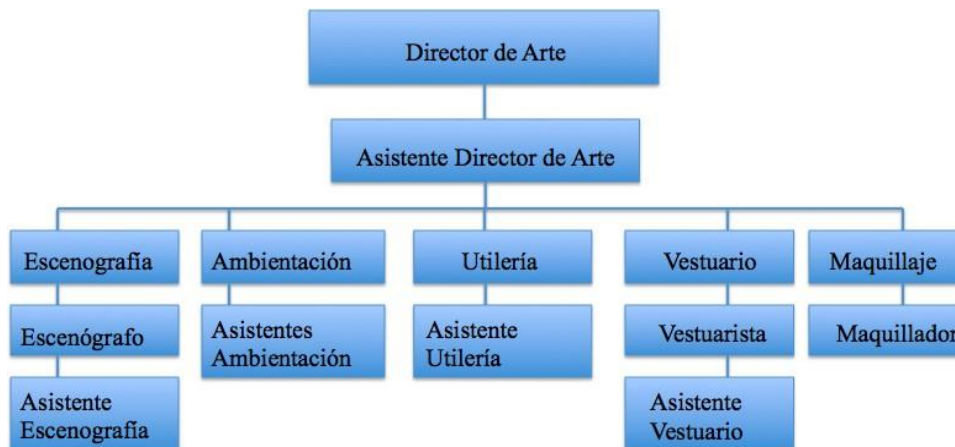 Director de Arte
Asistente Director de Arte
Escenografía
Ambientación
Utilería
Vestuario
Maquillaje
Escenógrafo
Asistentes
Ambientación
Asistente
Utilería
Vestuarista
Maquillador
Asistente
Escenografía
Asistente
Vestuario